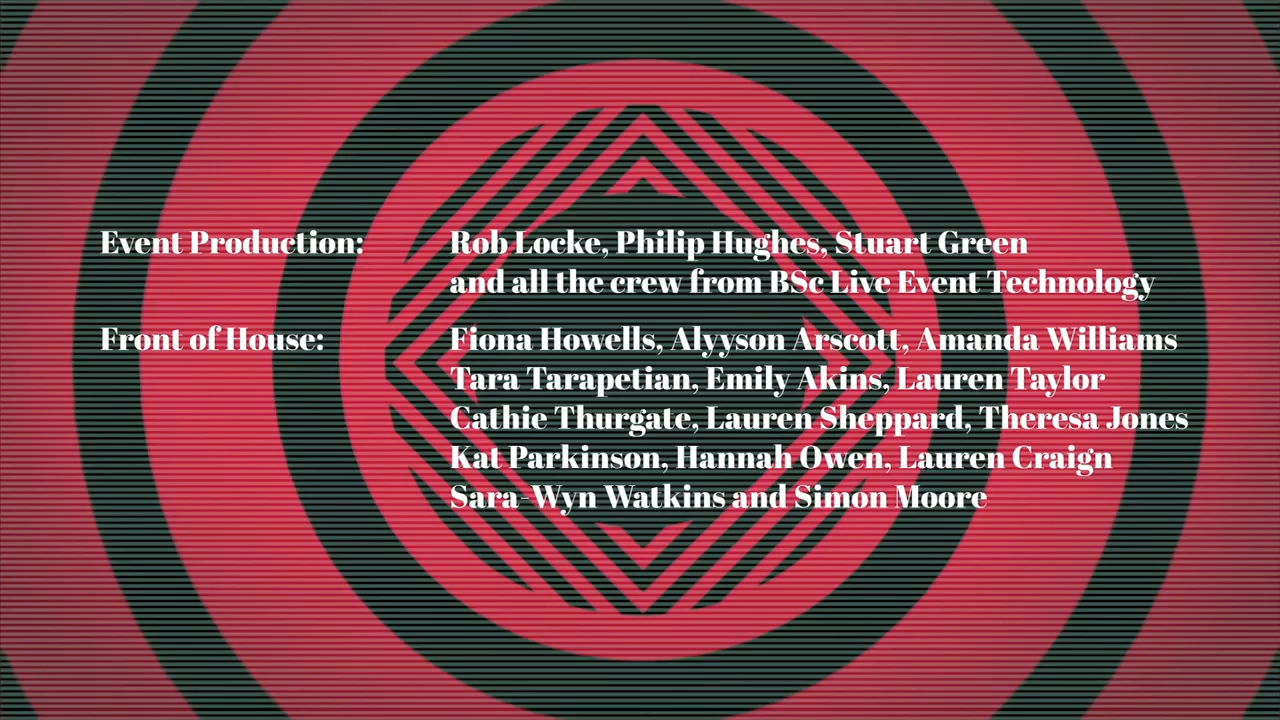 Event Production: Rob Locke, Philip Hughes, Stuart Green
and all the crew from BSc Live Event Technology
Front of House: Fiona Howells, Alyyson Arscott, Amanda Williams
Tara Tarapetian, Emily Akins, Lauren Taylor
Cathie Thurgate, Lauren Sheppard, Theresa Jones
Kat Parkinson, Hannah Owen, Lauren Craign
Sara-Wyn Watkins and Simon Moore